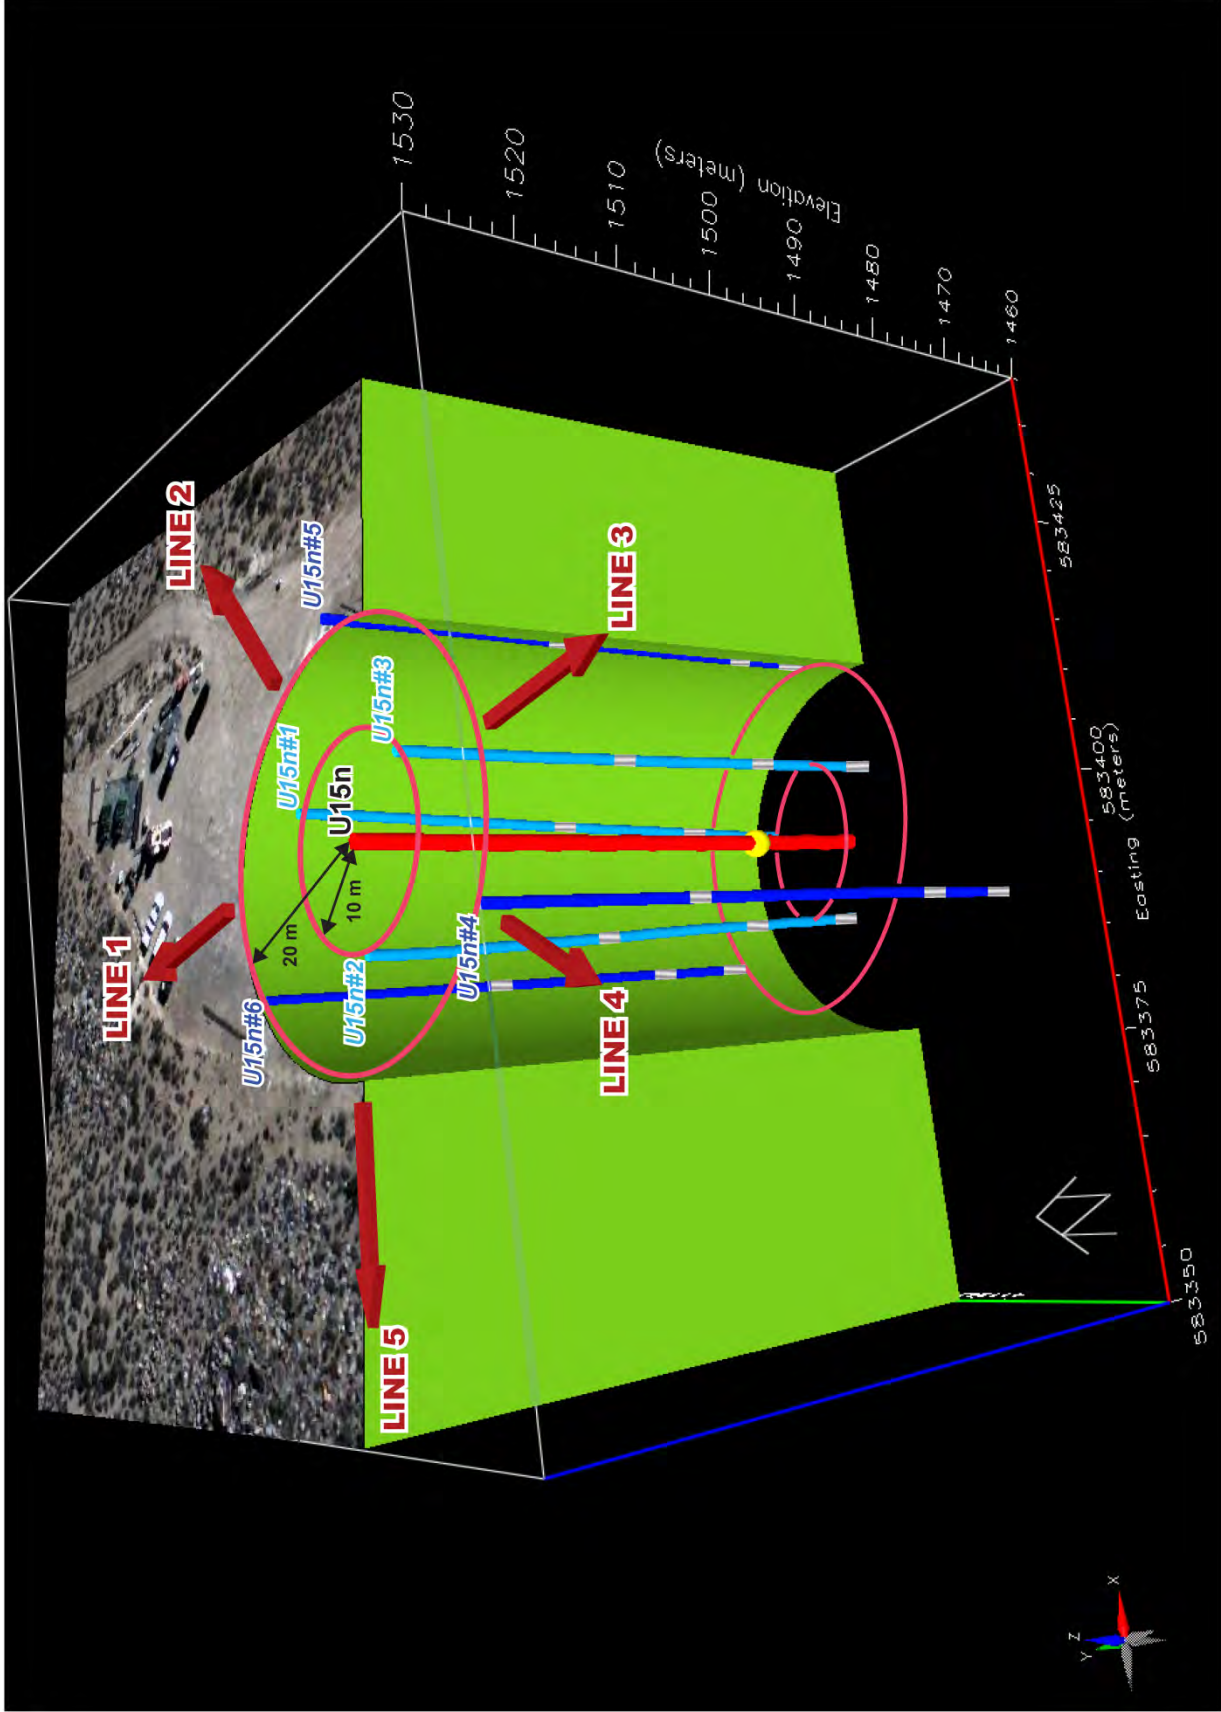 LINE 1
LINE 2
U15n#5
U15n#1
U15n#3
U15n
20 m
10 m
U15n#6
U15n#2
U15n#4
LINE 3
LINE 4
LINE 5
1530
1520
1510
1500
1490
1480
1470
1460
Elevation (meters)
583350
583375
583400
583425
Easting (meters)
X
Y
Z